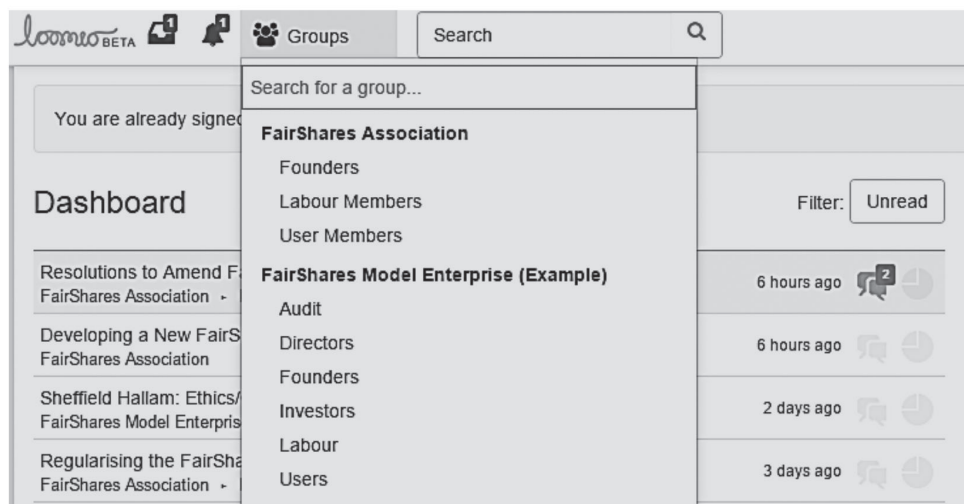 loomio BETA 1 1 Groups Search
Search for a group...
You are already signed
FairShares Association
Founders
Labour Members
User Members
Dashboard
Filter: Unread
FairShares Model Enterprise (Example)
Audit
Directors
Founders
Investors
Labour
Users
Resolutions to Amend Fa
FairShares Association ▸
6 hours ago 2
Developing a New FairS
FairShares Association
6 hours ago
Sheffield Hallam: Ethics/
FairShares Model Enterpris
2 days ago
Regularising the FairSha
FairShares Association ▸
3 days ago